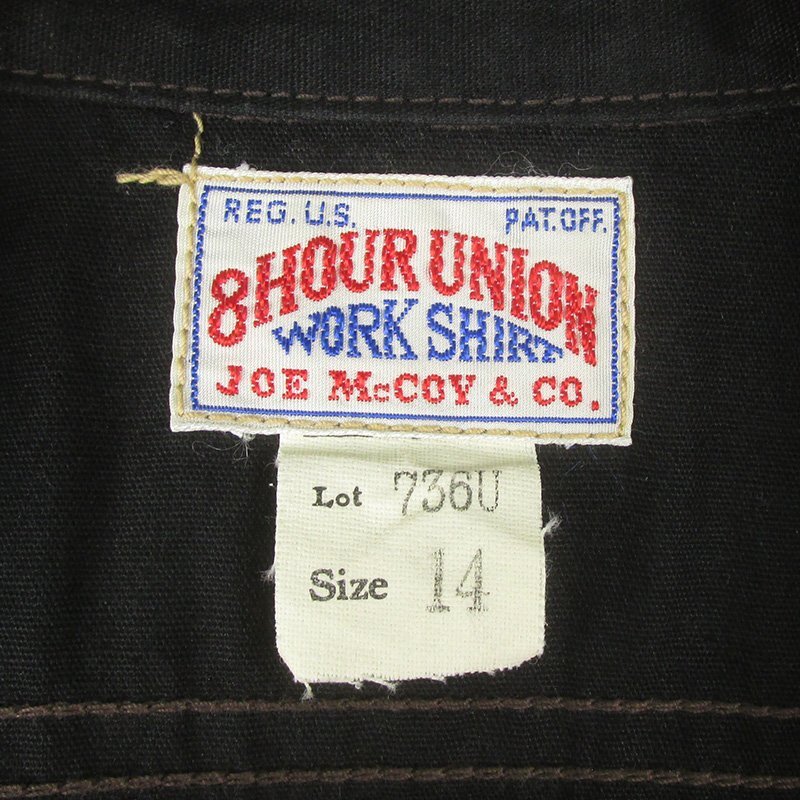 REG. U.S. PAT. OFF.
8 HOUR UNION
WORK SHIRT
JOE McCOY & CO.
Lot 736U
Size 14